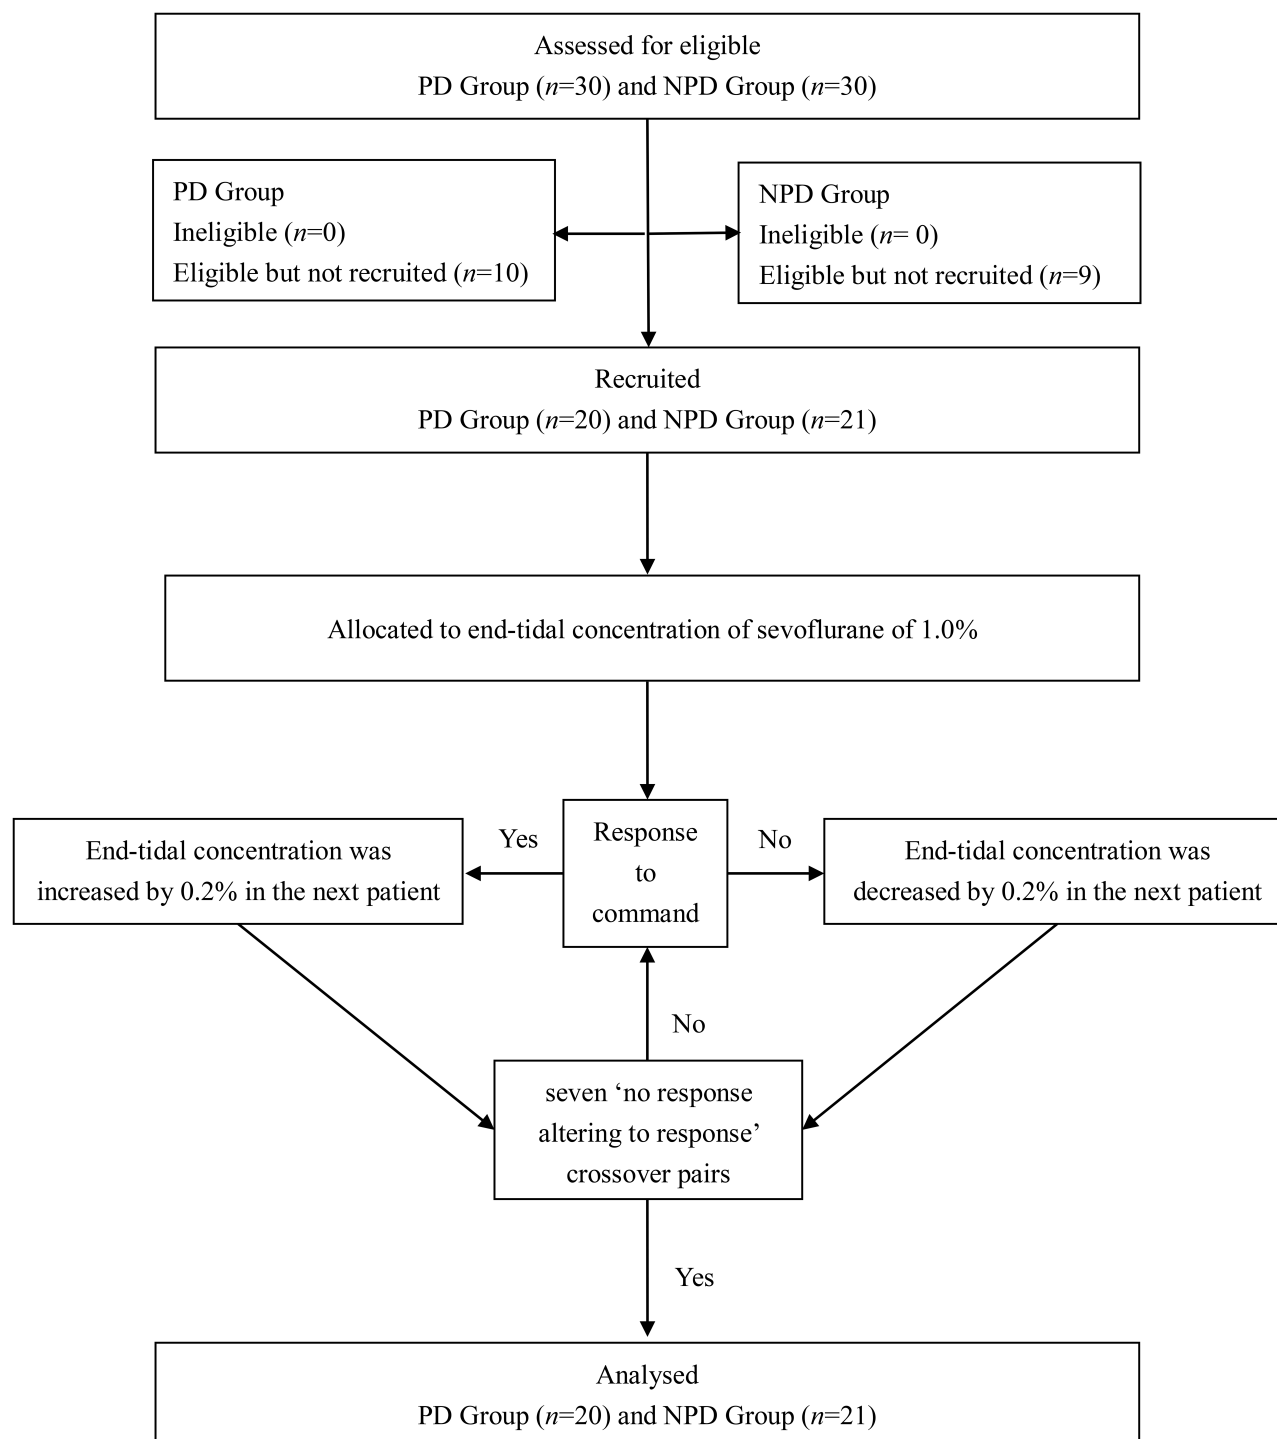 Assessed for eligible
PD Group (n=30) and NPD Group (n=30)
PD Group
Ineligible (n=0)
Eligible but not recruited (n=10)
NPD Group
Ineligible (n= 0)
Eligible but not recruited (n=9)
Recruited
PD Group (n=20) and NPD Group (n=21)
Allocated to end-tidal concentration of sevoflurane of 1.0%
Response
to
command
Yes
No
End-tidal concentration was
increased by 0.2% in the next patient
End-tidal concentration was
decreased by 0.2% in the next patient
No
seven ‘no response
altering to response’
crossover pairs
Yes
Analysed
PD Group (n=20) and NPD Group (n=21)